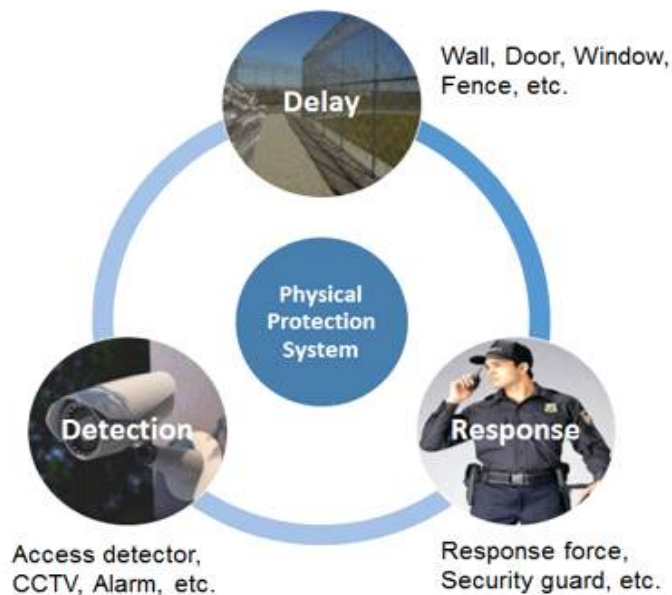 Delay
Wall, Door, Window,
Fence, etc.
Physical
Protection
System
Detection
Response
Access detector,
CCTV, Alarm, etc.
Response force,
Security guard, etc.